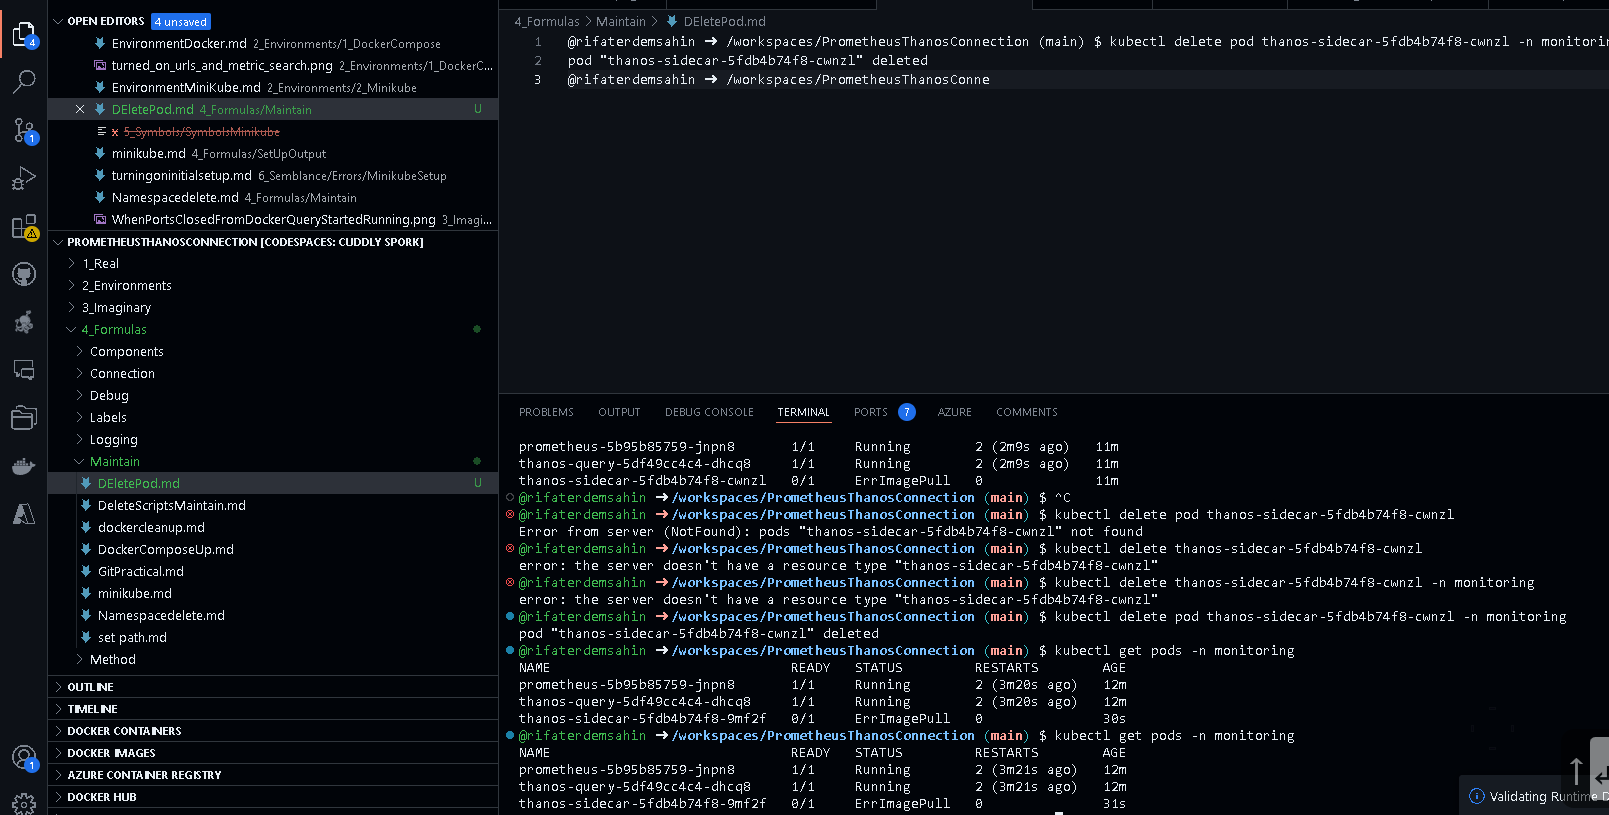 OPEN EDITORS 4 unsaved
EnvironmentDocker.md 2_Environments/1_DockerCompose
turned_on_urls_and_metric_search.png 2_Environments/1_DockerC...
EnvironmentMiniKube.md 2_Environments/2_Minikube
DEletePod.md 4_Formulas/Maintain U
x 5_Symbols/SymbolsMinikube
minikube.md 4_Formulas/SetUpOutput
turningoninitialsetup.md 6_Semblance/Errors/MinikubeSetup
Namespacedelete.md 4_Formulas/Maintain
WhenPortsClosedFromDockerQueryStartedRunning.png 3_Imagi...
PROMETHEUSTHANOSCONNECTION [CODESPACES: CUDDLY SPORK]
1_Real
2_Environments
3_Imaginary
4_Formulas
Components
Connection
Debug
Labels
Logging
Maintain
DEletePod.md U
DeleteScriptsMaintain.md
dockercleanup.md
DockerComposeUp.md
GitPractical.md
minikube.md
Namespacedelete.md
set path.md
Method
OUTLINE
TIMELINE
DOCKER CONTAINERS
DOCKER IMAGES
AZURE CONTAINER REGISTRY
DOCKER HUB
4
1
1
4_Formulas > Maintain > DEletePod.md
1 @rifaterdemsahin ➜ /workspaces/PrometheusThanosConnection (main) $ kubectl delete pod thanos-sidecar-5fdb4b74f8-cwnzl -n monitorin
2 pod "thanos-sidecar-5fdb4b74f8-cwnzl" deleted
3 @rifaterdemsahin ➜ /workspaces/PrometheusThanosConne
PROBLEMS OUTPUT DEBUG CONSOLE TERMINAL PORTS 7 AZURE COMMENTS
prometheus-5b95b85759-jnpn8 1/1 Running 2 (2m9s ago) 11m
thanos-query-5df49cc4c4-dhcq8 1/1 Running 2 (2m9s ago) 11m
thanos-sidecar-5fdb4b74f8-cwnzl 0/1 ErrImagePull 0 11m
@rifaterdemsahin ➜/workspaces/PrometheusThanosConnection (main) $ ^C
@rifaterdemsahin ➜/workspaces/PrometheusThanosConnection (main) $ kubectl delete pod thanos-sidecar-5fdb4b74f8-cwnzl
Error from server (NotFound): pods "thanos-sidecar-5fdb4b74f8-cwnzl" not found
@rifaterdemsahin ➜/workspaces/PrometheusThanosConnection (main) $ kubectl delete thanos-sidecar-5fdb4b74f8-cwnzl
error: the server doesn't have a resource type "thanos-sidecar-5fdb4b74f8-cwnzl"
@rifaterdemsahin ➜/workspaces/PrometheusThanosConnection (main) $ kubectl delete thanos-sidecar-5fdb4b74f8-cwnzl -n monitoring
error: the server doesn't have a resource type "thanos-sidecar-5fdb4b74f8-cwnzl"
@rifaterdemsahin ➜/workspaces/PrometheusThanosConnection (main) $ kubectl delete pod thanos-sidecar-5fdb4b74f8-cwnzl -n monitoring
pod "thanos-sidecar-5fdb4b74f8-cwnzl" deleted
@rifaterdemsahin ➜/workspaces/PrometheusThanosConnection (main) $ kubectl get pods -n monitoring
NAME READY STATUS RESTARTS AGE
prometheus-5b95b85759-jnpn8 1/1 Running 2 (3m20s ago) 12m
thanos-query-5df49cc4c4-dhcq8 1/1 Running 2 (3m20s ago) 12m
thanos-sidecar-5fdb4b74f8-9mf2f 0/1 ErrImagePull 0 30s
@rifaterdemsahin ➜/workspaces/PrometheusThanosConnection (main) $ kubectl get pods -n monitoring
NAME READY STATUS RESTARTS AGE
prometheus-5b95b85759-jnpn8 1/1 Running 2 (3m21s ago) 12m
thanos-query-5df49cc4c4-dhcq8 1/1 Running 2 (3m21s ago) 12m
thanos-sidecar-5fdb4b74f8-9mf2f 0/1 ErrImagePull 0 31s
Validating Runtime D